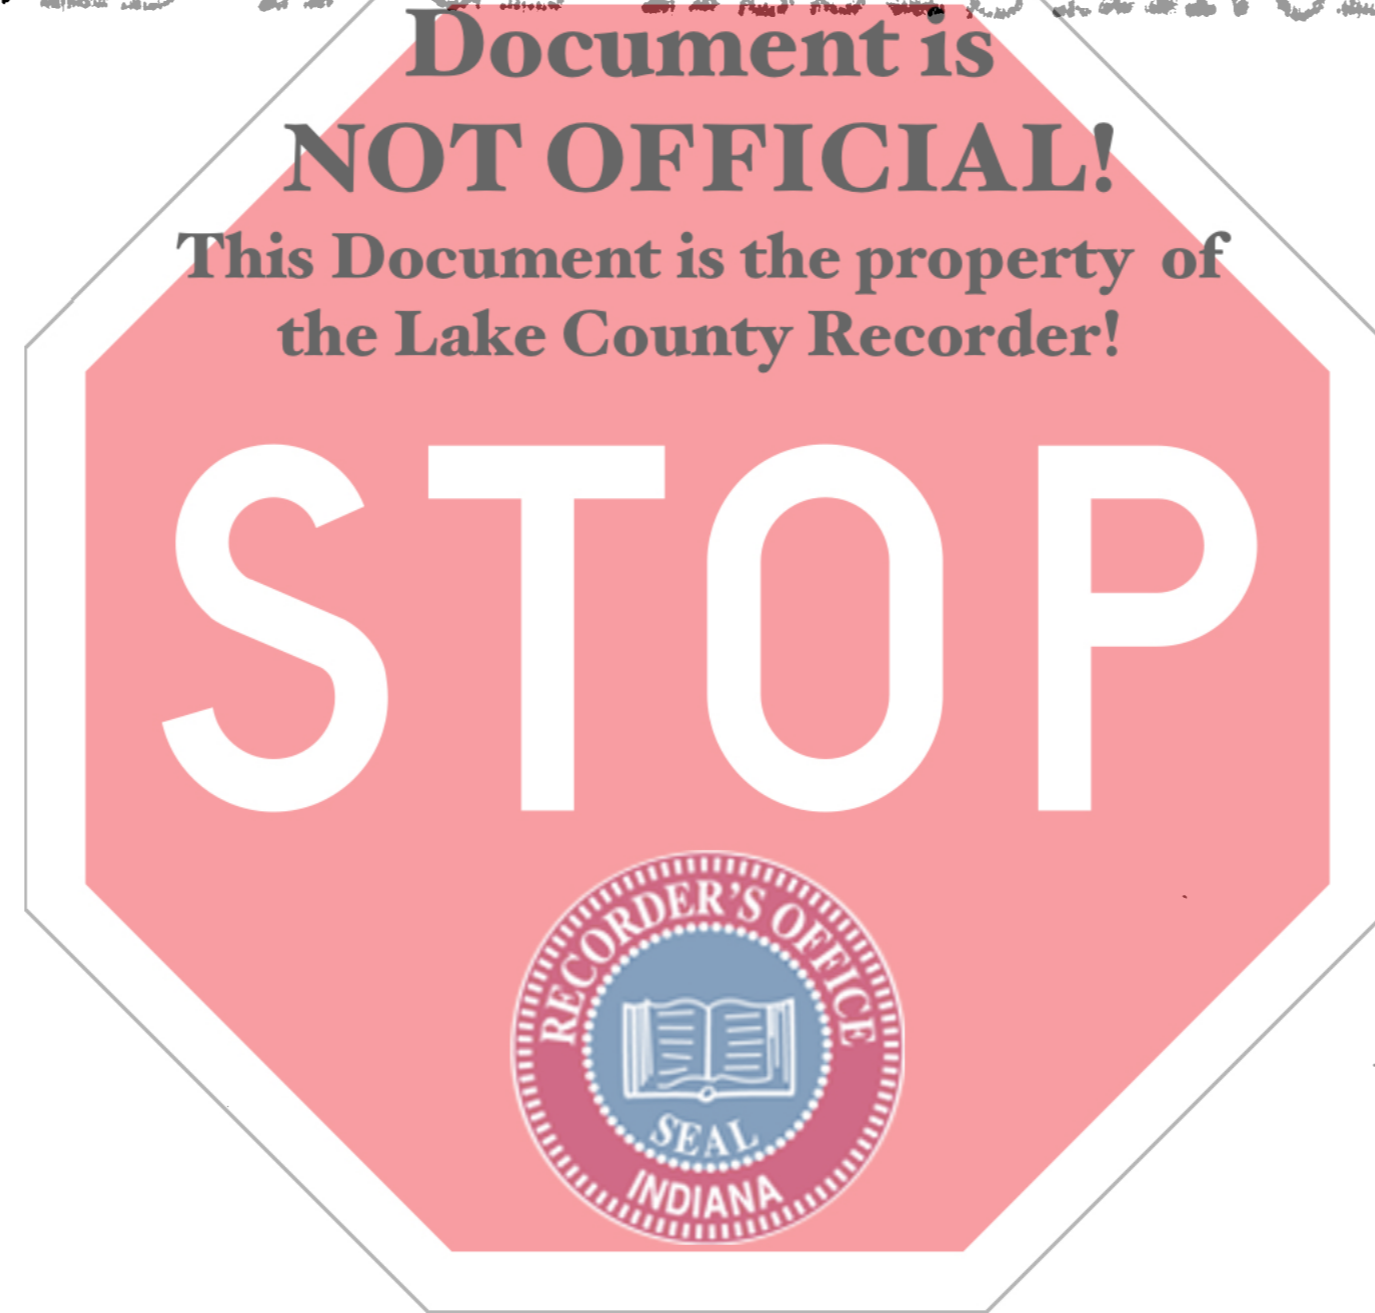 Document is
NOT OFFICIAL!
This Document is the property of
the Lake County Recorder!
STOP
RECORDER'S OFFICE
SEAL
INDIANA